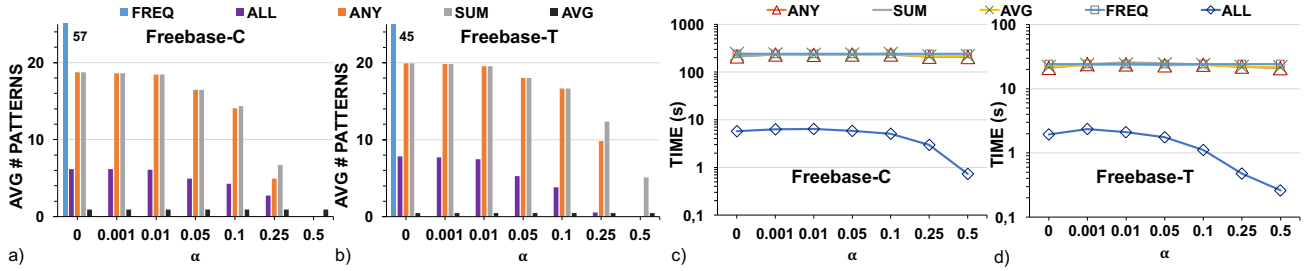 FREQ ALL ANY SUM AVG
57
Freebase-C
AVG # PATTERNS
20
10
0
0 0.001 0.01 0.05 0.1 0.25 0.5
α
a)
45
Freebase-T
AVG # PATTERNS
20
10
0
0 0.001 0.01 0.05 0.1 0.25 0.5
α
b)
ANY SUM AVG FREQ ALL
TIME (s)
1000
100
10
1
0,1
Freebase-C
0 0.001 0.01 0.05 0.1 0.25 0.5
α
c)
TIME (s)
100
10
1
0,1
Freebase-T
0 0.001 0.01 0.05 0.1 0.25 0.5
α
d)